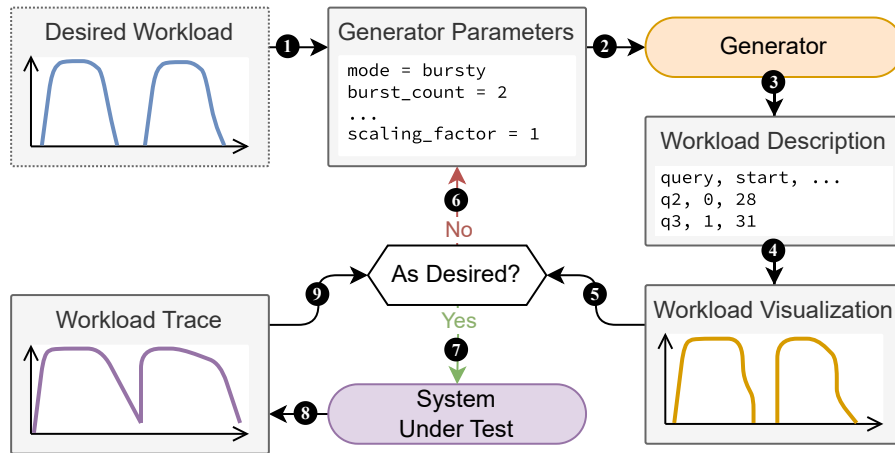 Desired Workload
1
Generator Parameters
mode = bursty
burst_count = 2
...
scaling_factor = 1
2
Generator
3
Workload Description
query, start, ...
q2, 0, 28
q3, 1, 31
4
Workload Visualization
5
As Desired?
6
No
Yes
7
System
Under Test
8
Workload Trace
9